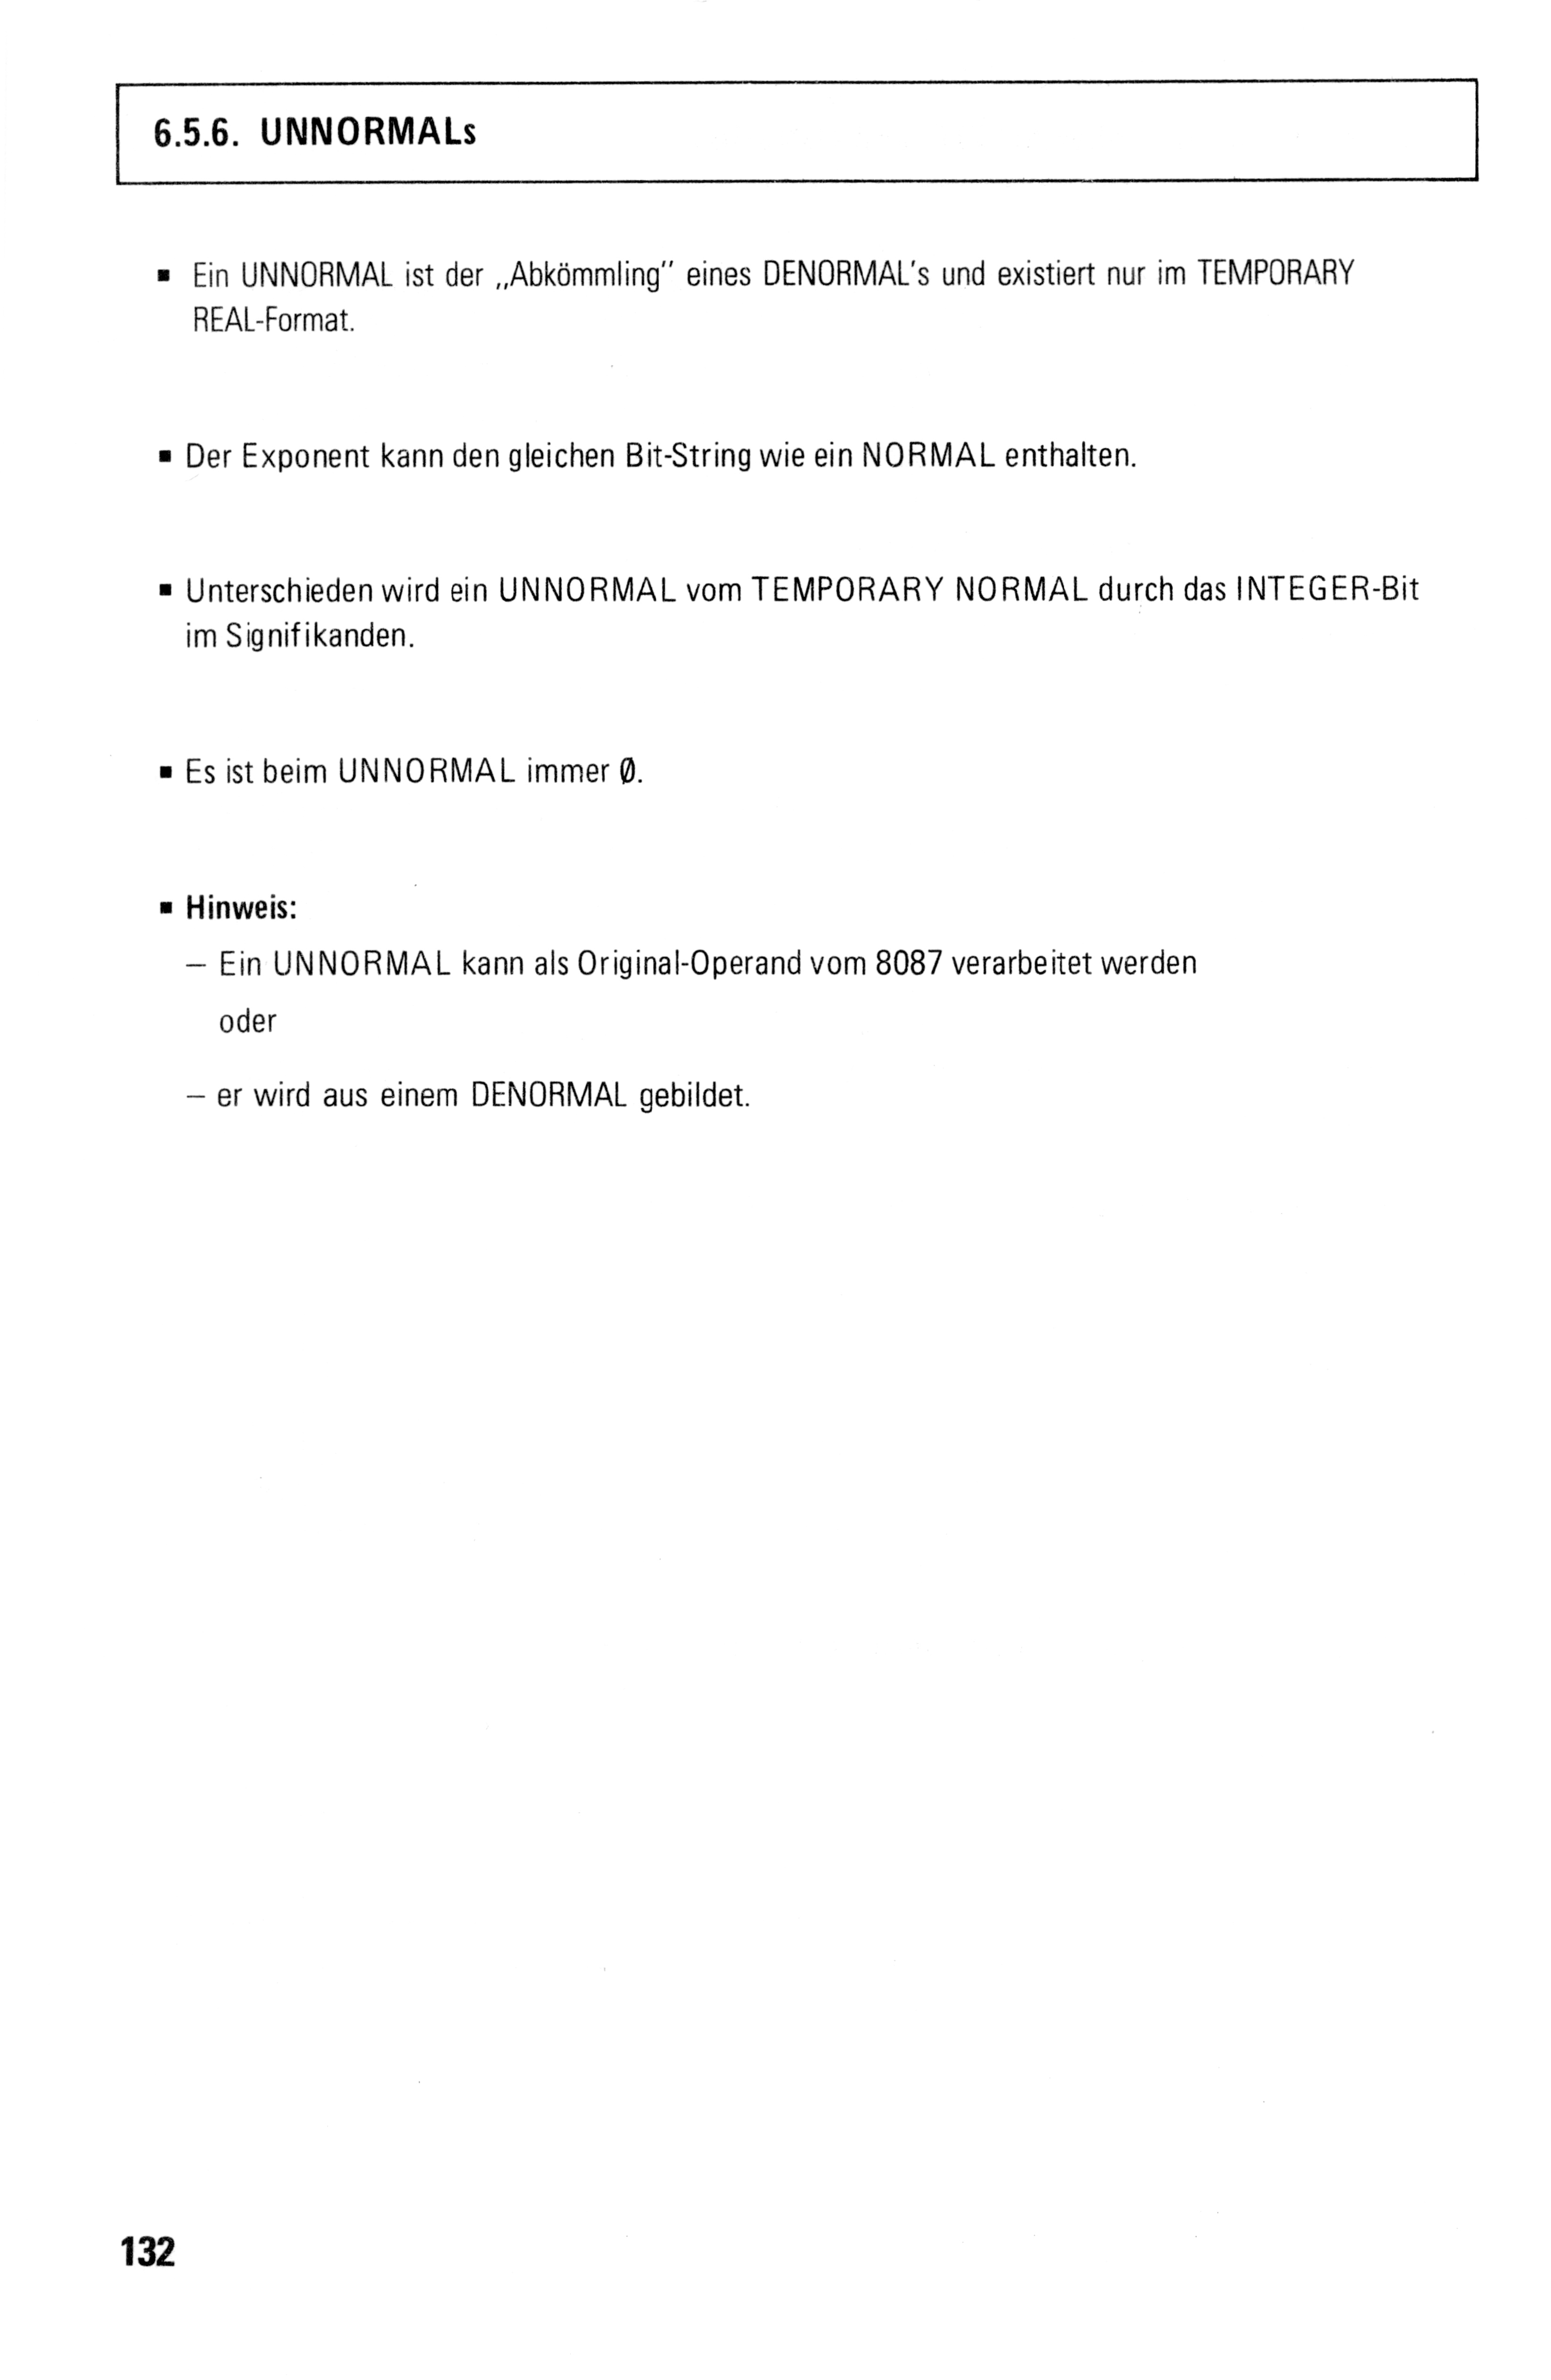 6.5.6. UNNORMALs
▪ Ein UNNORMAL ist der ,,Abkömmling'' eines DENORMAL's und existiert nur im TEMPORARY
REAL-Format.
▪ Der Exponent kann den gleichen Bit-String wie ein NORMAL enthalten.
▪ Unterschieden wird ein UNNORMAL vom TEMPORARY NORMAL durch das INTEGER-Bit
im Signifikanden.
▪ Es ist beim UNNORMAL immer Ø.
▪ Hinweis:
– Ein UNNORMAL kann als Original-Operand vom 8087 verarbeitet werden
oder
– er wird aus einem DENORMAL gebildet.
132